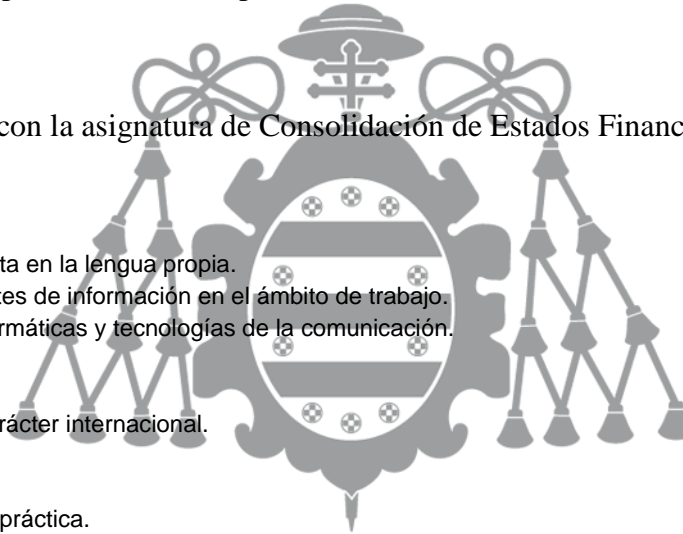 con la asignatura de Consolidación de Estados Financ
ta en la lengua propia.
tes de información en el ámbito de trabajo.
rmáticas y tecnologías de la comunicación.
rácter internacional.
práctica.